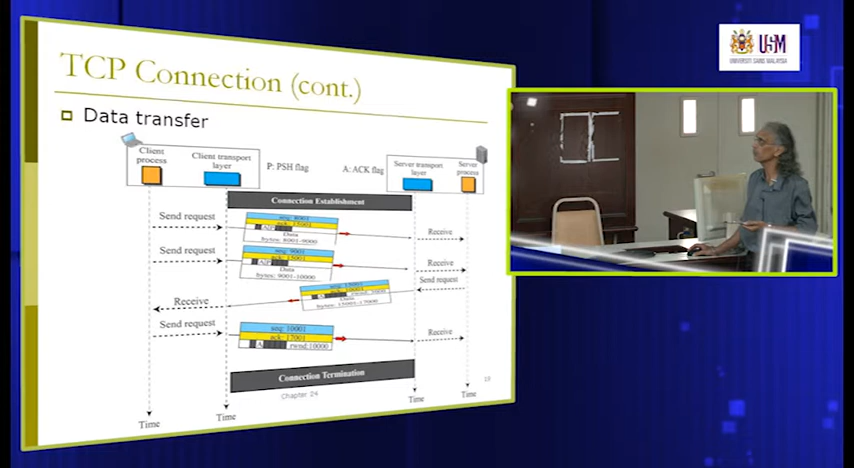 TCP Connection (cont.)
Data transfer
Client process
Client transport layer
P: PSH flag
A: ACK flag
Server transport layer
Server process
Connection Establishment
Send request
seq: 8001
ack: 15001
Data
bytes: 8001-9000
Receive
Send request
seq: 9001
ack: 15001
Data
bytes: 9001-10000
Receive
Send request
Data
bytes: 15001-17000
Receive
Send request
seq: 10001
ack: 17001
A
rwnd:10000
Receive
Connection Termination
Chapter 24
19
Time
Time
Time
Time
USM
UNIVERSITI SAINS MALAYSIA